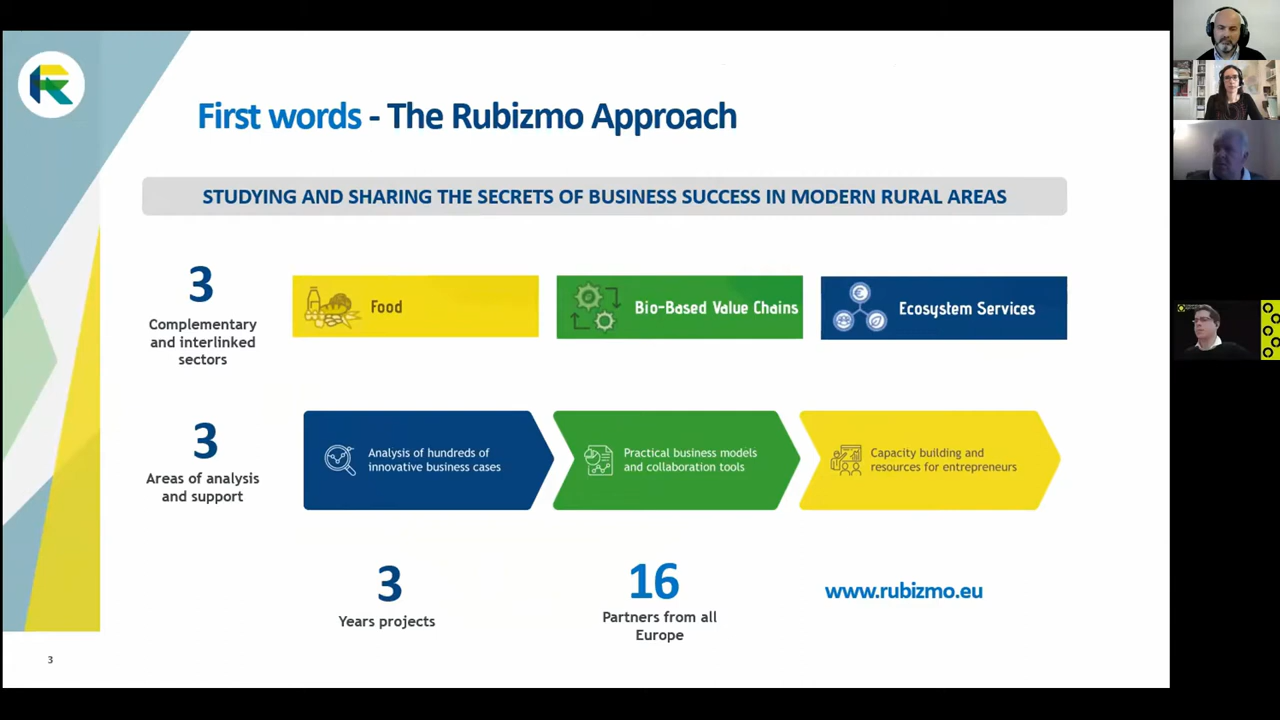 First words - The Rubizmo Approach
STUDYING AND SHARING THE SECRETS OF BUSINESS SUCCESS IN MODERN RURAL AREAS
3
Complementary
and interlinked
sectors
Food
Bio-Based Value Chains
Ecosystem Services
3
Areas of analysis
and support
Analysis of hundreds of
innovative business cases
Practical business models
and collaboration tools
Capacity building and
resources for entrepreneurs
3
Years projects
16
Partners from all
Europe
www.rubizmo.eu
3